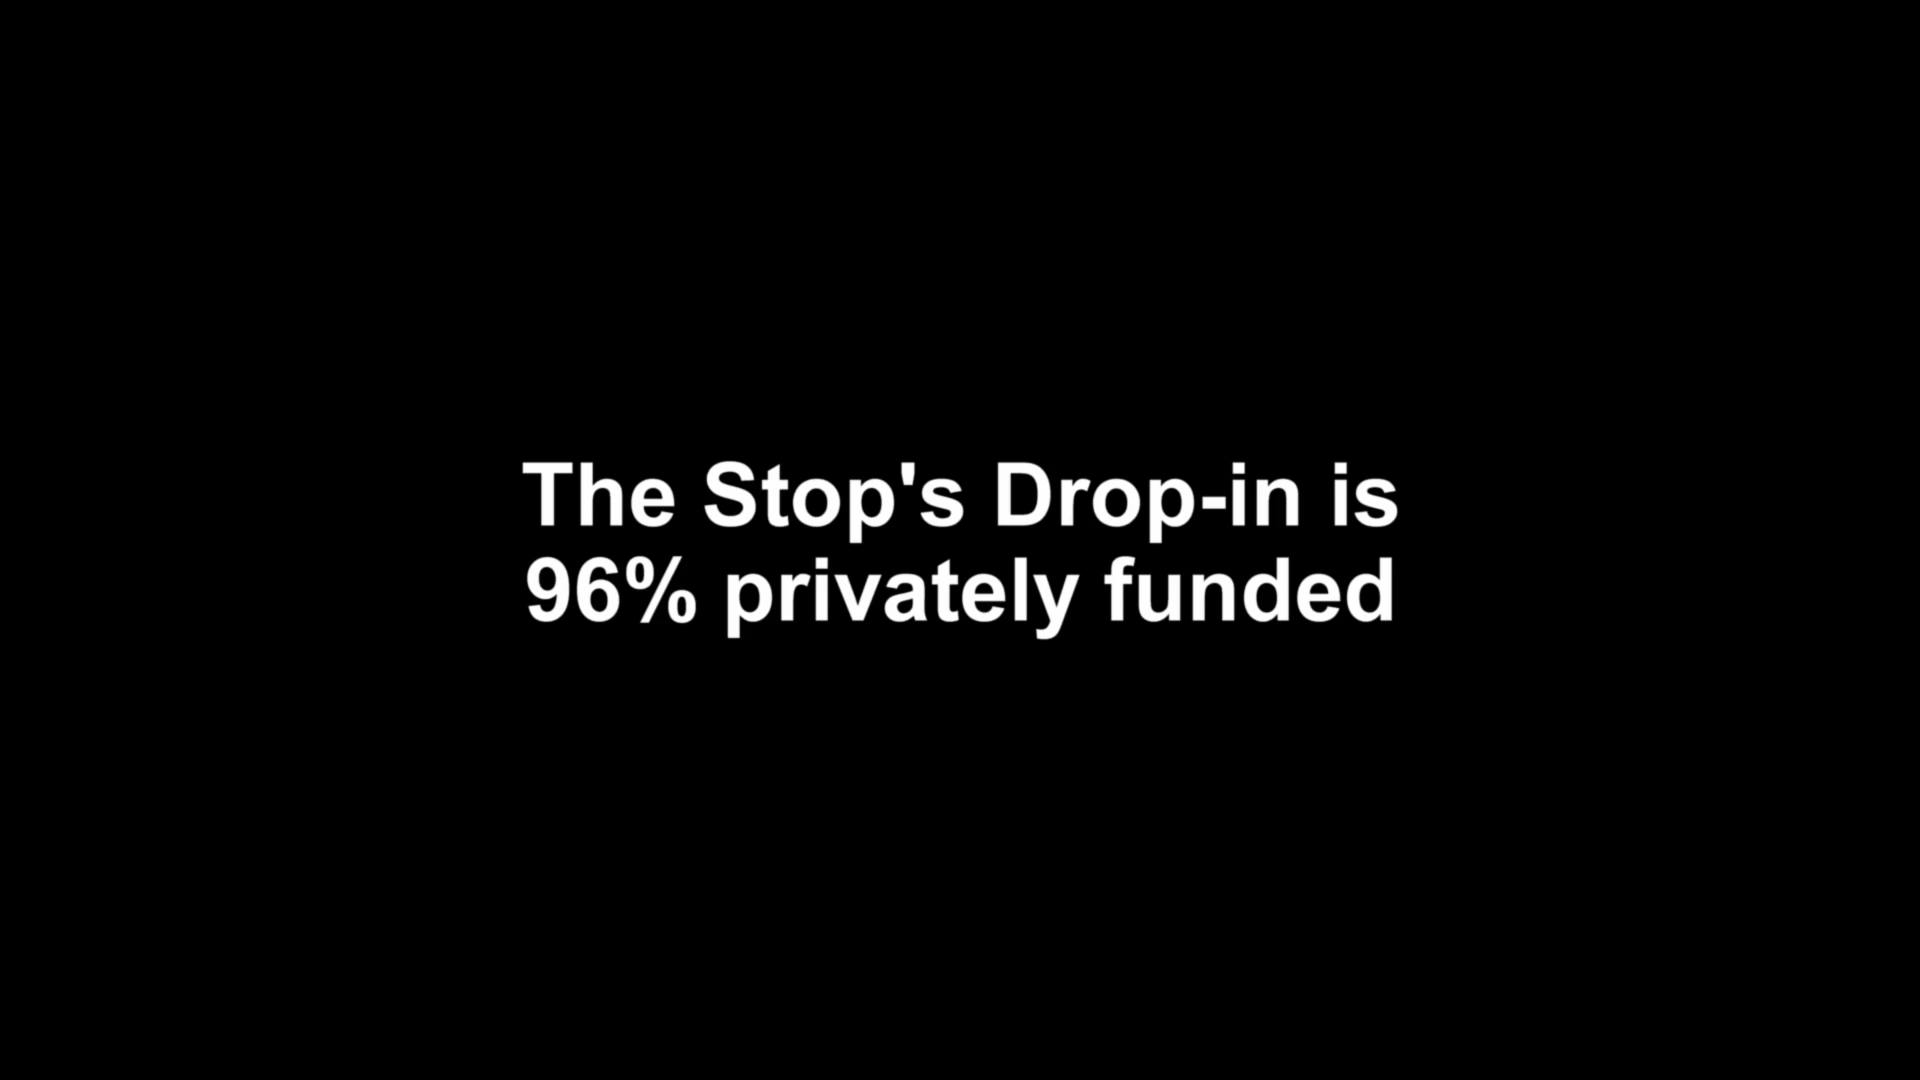 The Stop's Drop-in is
96% privately funded